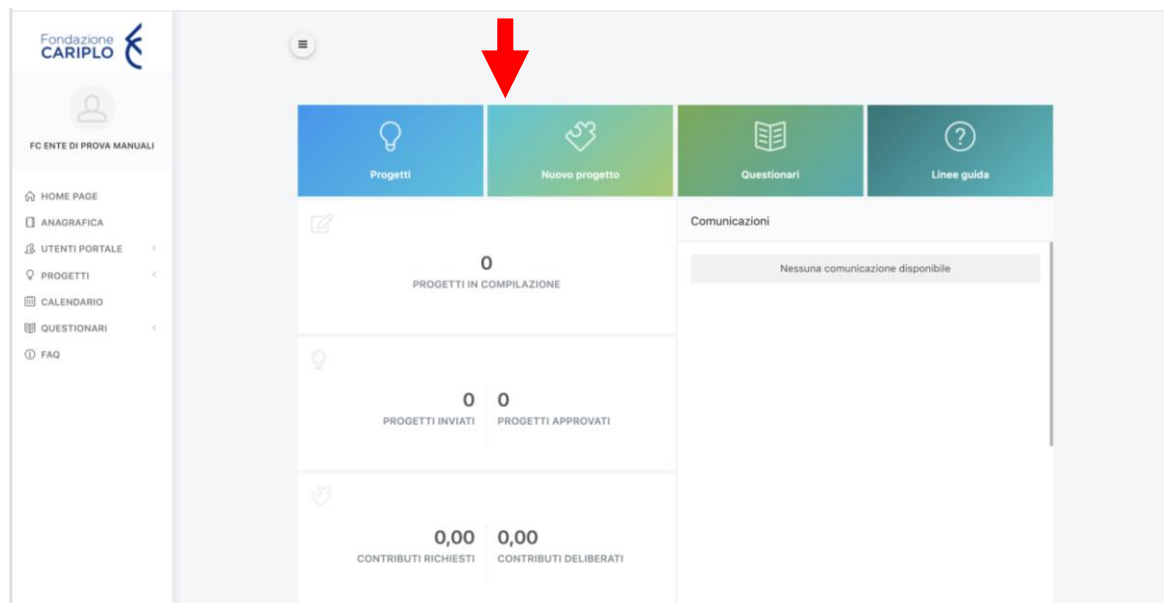 Fondazione
CARIPLO
FC ENTE DI PROVA MANUALI
HOME PAGE
ANAGRAFICA
UTENTI PORTALE
PROGETTI
CALENDARIO
QUESTIONARI
FAQ
Progetti
Nuovo progetto
Questionari
Linee guida
0
PROGETTI IN COMPILAZIONE
0 0
PROGETTI INVIATI PROGETTI APPROVATI
0,00 0,00
CONTRIBUTI RICHIESTI CONTRIBUTI DELIBERATI
Comunicazioni
Nessuna comunicazione disponibile